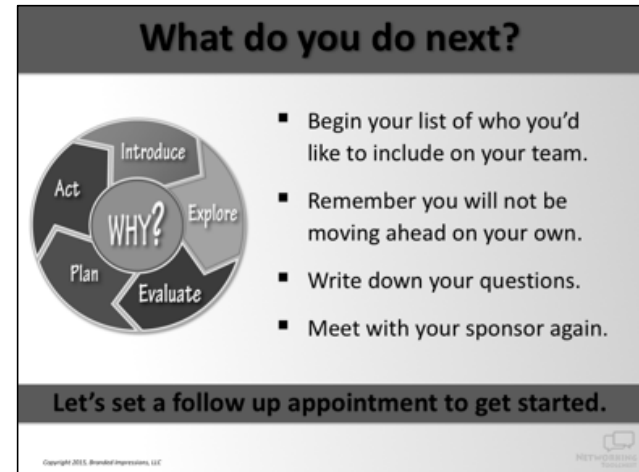 What do you do next?
Introduce
Explore
Evaluate
Plan
Act
WHY?
▪ Begin your list of who you'd
like to include on your team.
▪ Remember you will not be
moving ahead on your own.
▪ Write down your questions.
▪ Meet with your sponsor again.
Let's set a follow up appointment to get started.
Copyright 2015, Branded Impressions, LLC
NETWORKING